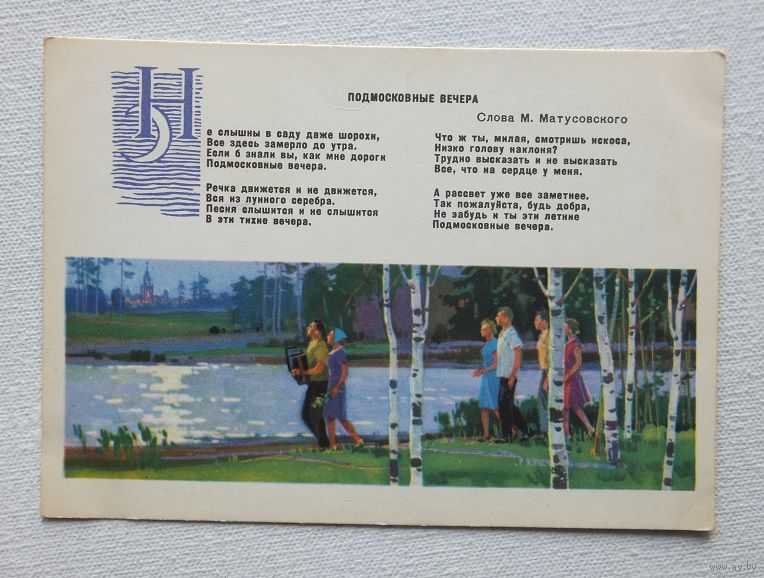 ПОДМОСКОВНЫЕ ВЕЧЕРА
Слова М. Матусовского
Не слышны в саду даже шорохи,
Все здесь замерло до утра.
Если б знали вы, как мне дороги
Подмосковные вечера.
Речка движется и не движется,
Вся из лунного серебра.
Песня слышится и не слышится
В эти тихие вечера.
Что ж ты, милая, смотришь искоса,
Низко голову наклоня?
Трудно высказать и не высказать
Все, что на сердце у меня.
А рассвет уже все заметнее.
Так пожалуйста, будь добра,
Не забудь и ты эти летние
Подмосковные вечера.
www.ay.by